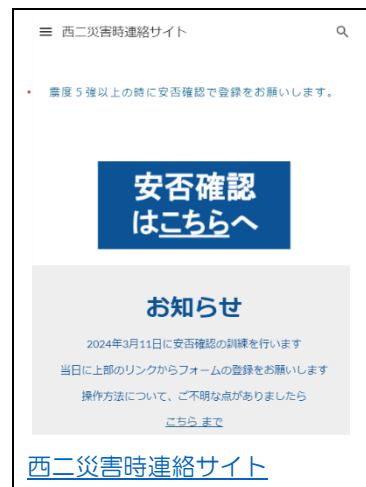 西二災害時連絡サイト
震度５強以上の時に安否確認で登録をお願いします。
安否確認
はこちらへ
お知らせ
2024年3月11日に安否確認の訓練を行います
当日に上部のリンクからフォームの登録をお願いします
操作方法について、ご不明な点がありましたら
こちら まで
西二災害時連絡サイト